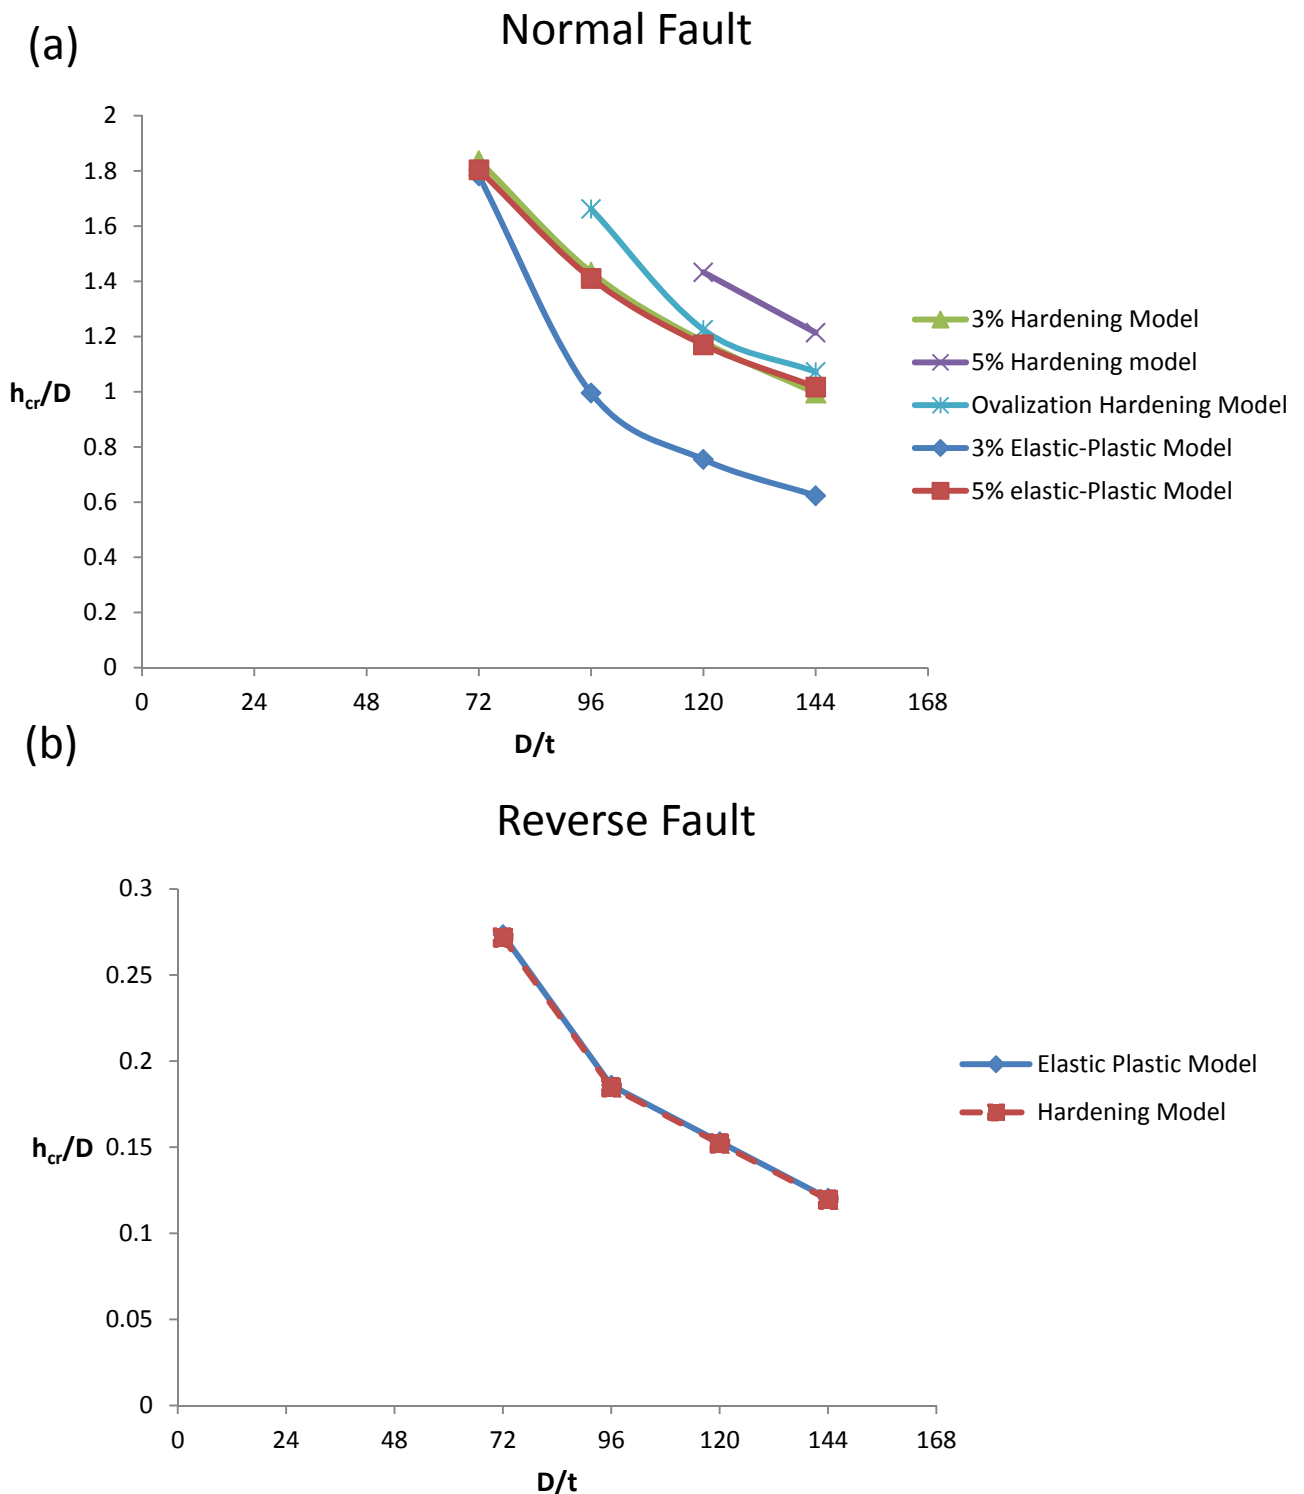 (a)
Normal Fault
2
1.8
1.6
1.4
1.2
1
0.8
0.6
0.4
0.2
0
h_cr/D
0 24 48 72 96 120 144 168
D/t
3% Hardening Model
5% Hardening model
Ovalization Hardening Model
3% Elastic-Plastic Model
5% elastic-Plastic Model
(b)
Reverse Fault
0.3
0.25
0.2
0.15
0.1
0.05
0
h_cr/D
0 24 48 72 96 120 144 168
D/t
Elastic Plastic Model
Hardening Model